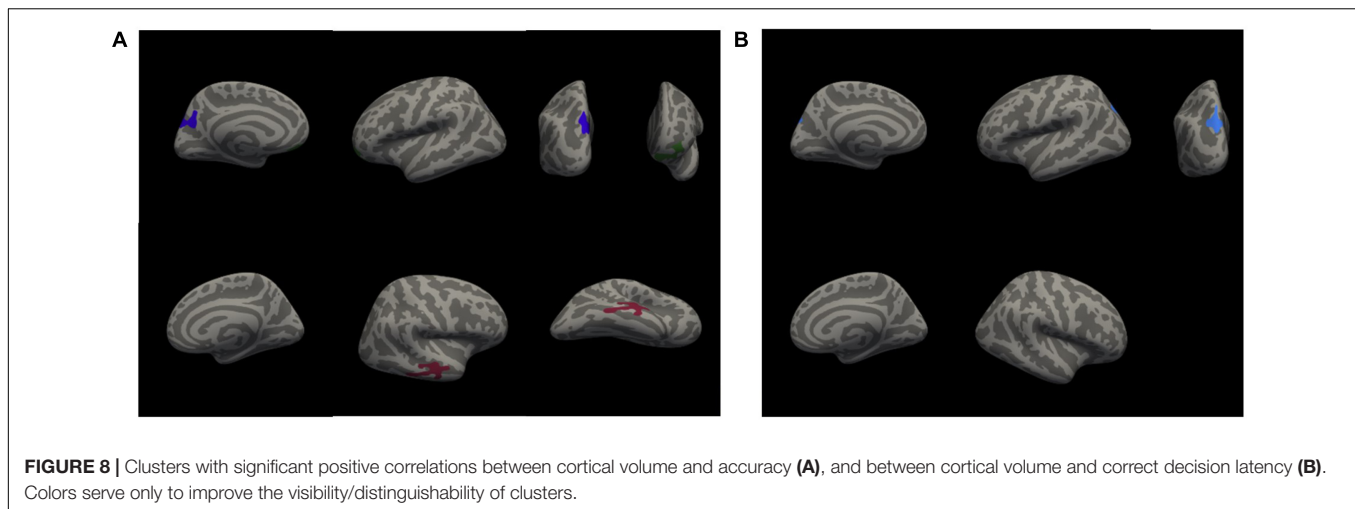 A
B
FIGURE 8 | Clusters with significant positive correlations between cortical volume and accuracy (A), and between cortical volume and correct decision latency (B).
Colors serve only to improve the visibility/distinguishability of clusters.